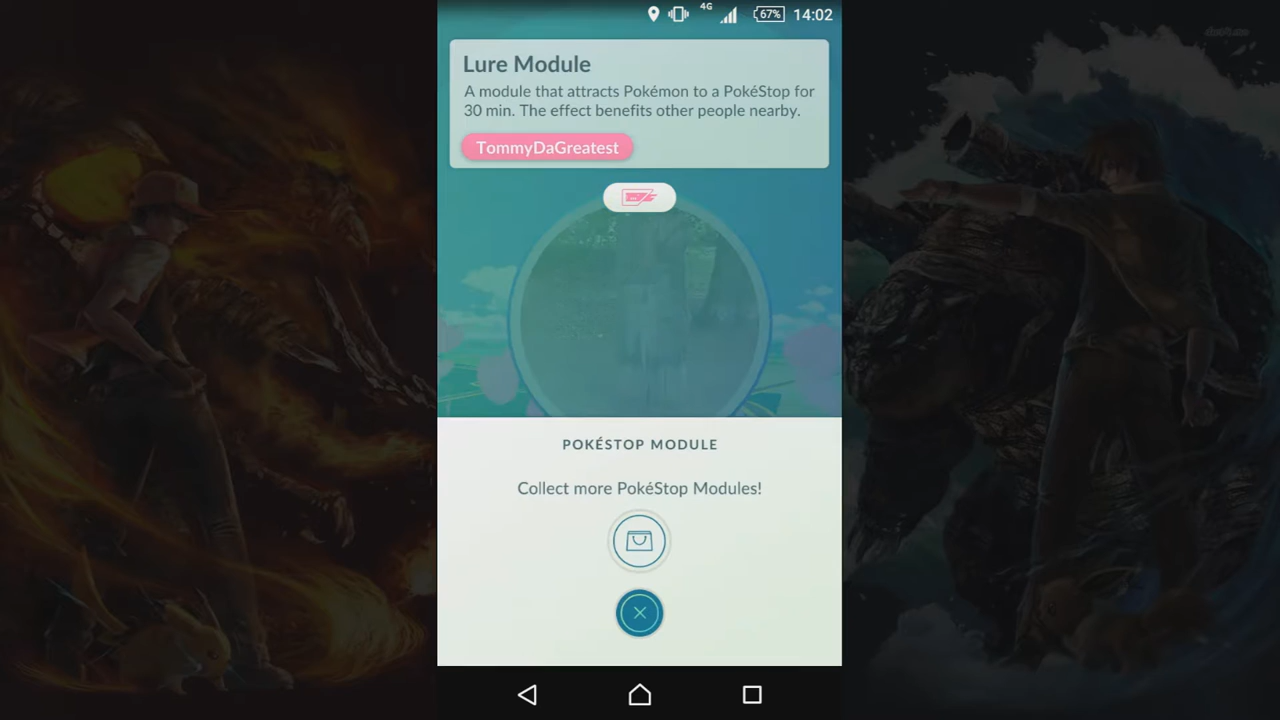 4G
67%
14:02
Lure Module
A module that attracts Pokémon to a PokéStop for
30 min. The effect benefits other people nearby.
TommyDaGreatest
POKÉSTOP MODULE
Collect more PokéStop Modules!